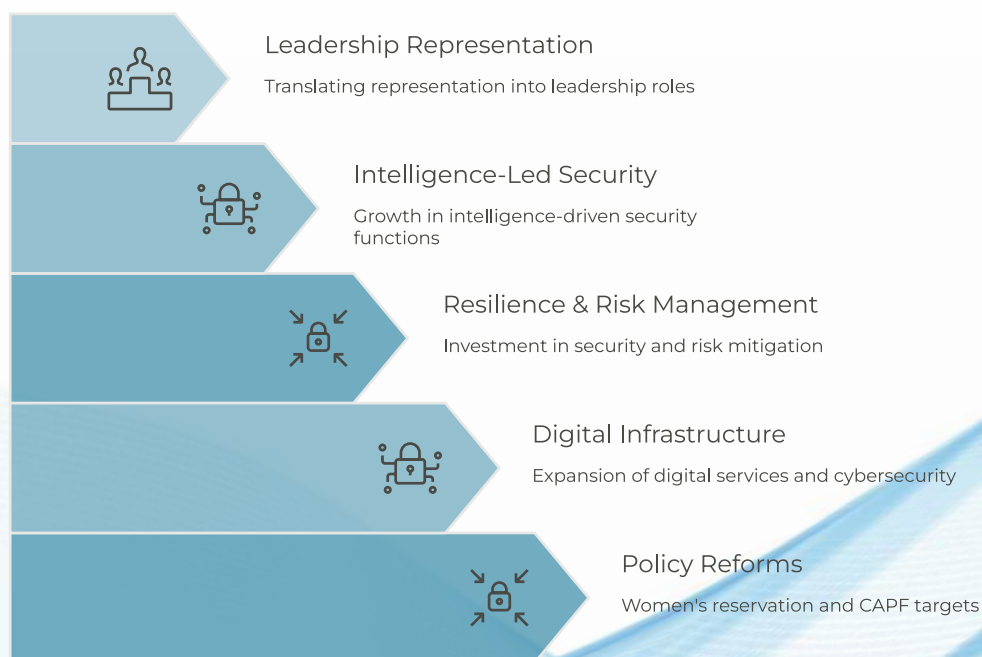 Leadership Representation
Translating representation into leadership roles
Intelligence-Led Security
Growth in intelligence-driven security
functions
Resilience & Risk Management
Investment in security and risk mitigation
Digital Infrastructure
Expansion of digital services and cybersecurity
Policy Reforms
Women's reservation and CAPF targets